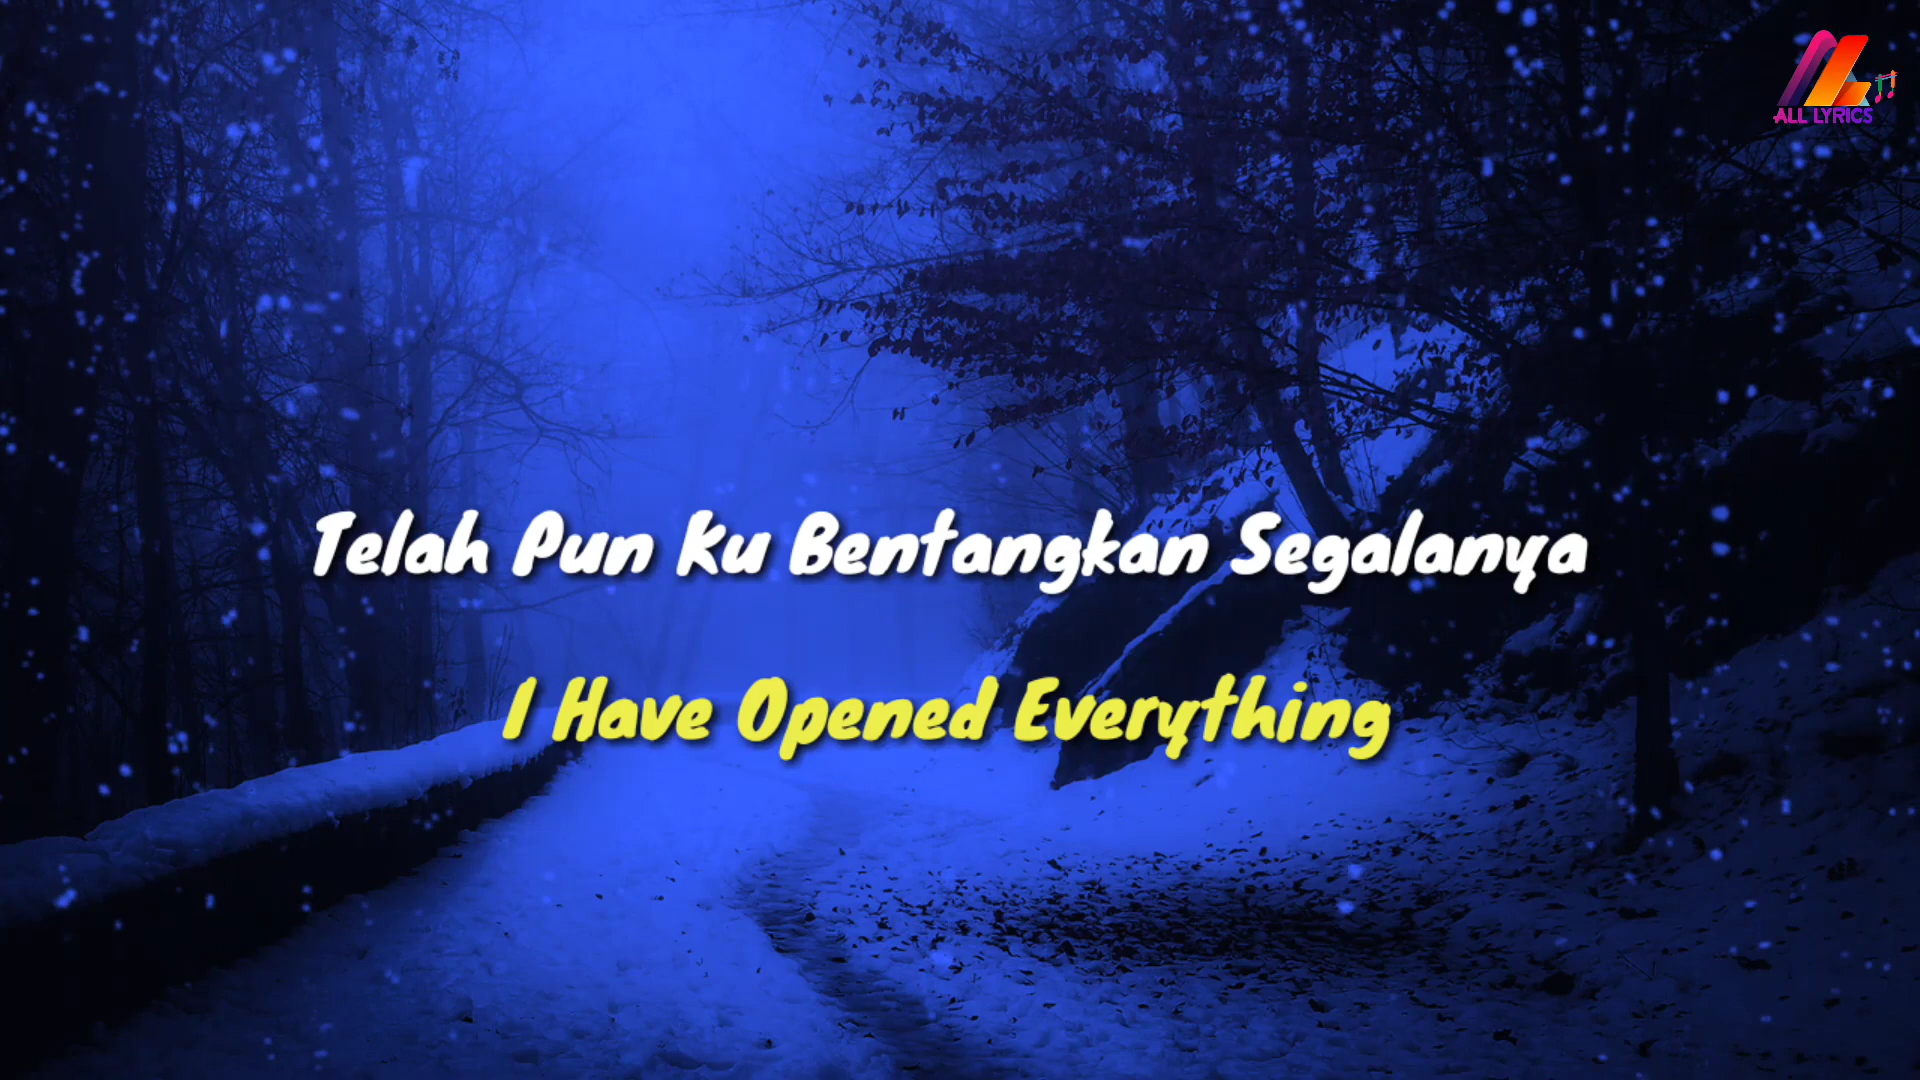 ALL LYRICS
Telah Pun Ku Bentangkan Segalanya
I Have Opened Everything